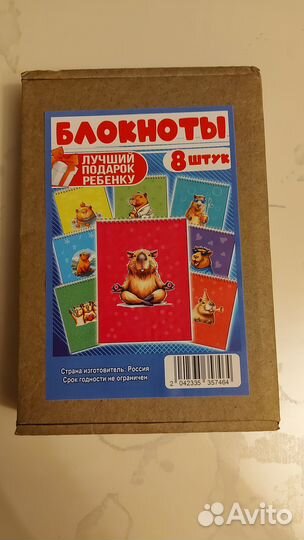 БЛОКНОТЫ
ЛУЧШИЙ
ПОДАРОК
РЕБЕНКУ
8 ШТУК
Страна изготовитель: Россия
Срок годности не ограничен
2 042335 357464
Avito